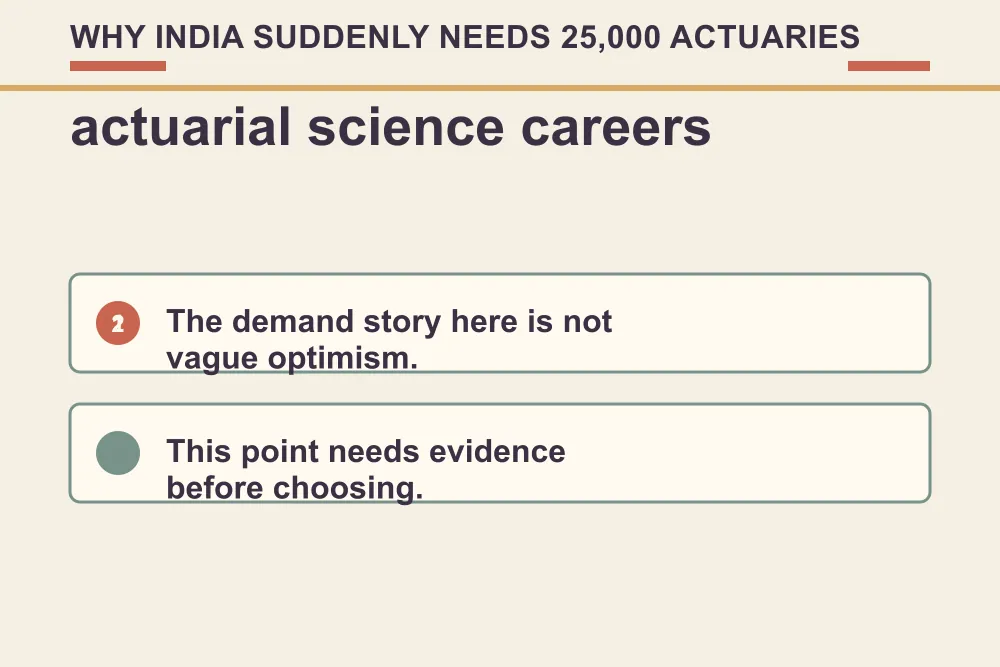 WHY INDIA SUDDENLY NEEDS 25,000 ACTUARIES
actuarial science careers
2 The demand story here is not
vague optimism.
This point needs evidence
before choosing.